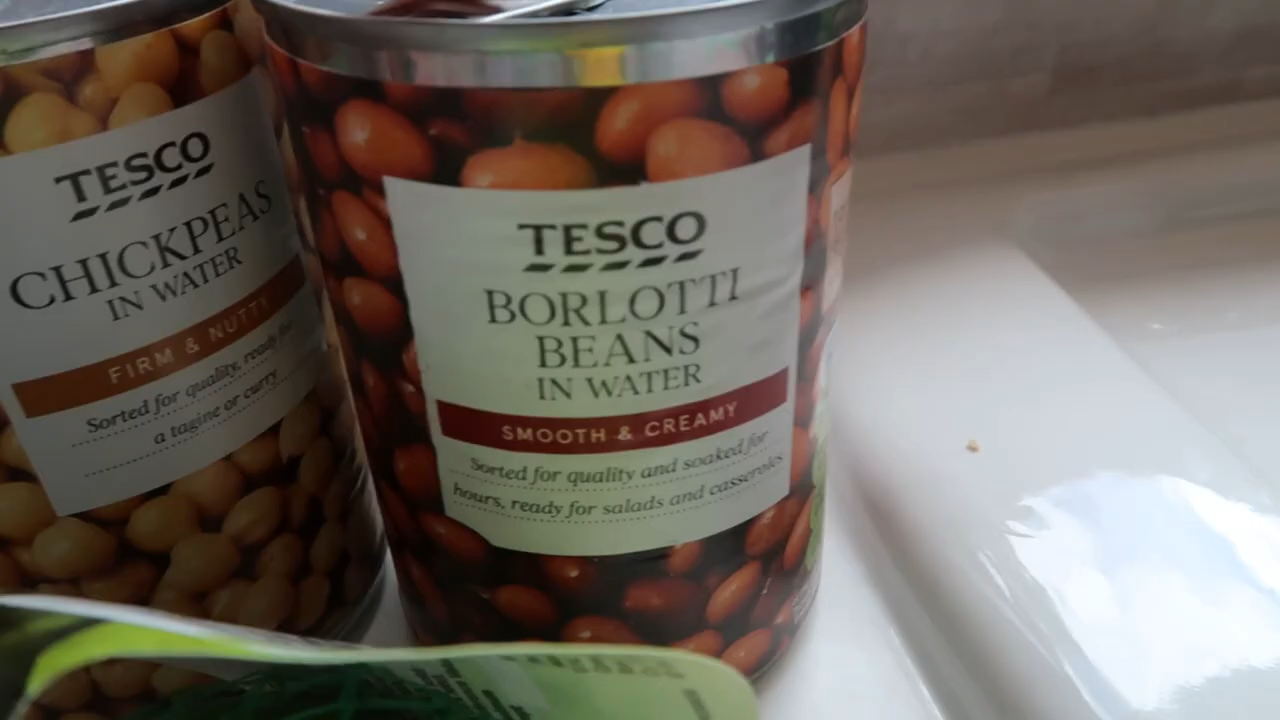 TESCO
CHICKPEAS
IN WATER
FIRM & NUTTY
Sorted for quality, ready for
a tagine or curry
TESCO
BORLOTTI
BEANS
IN WATER
SMOOTH & CREAMY
Sorted for quality and soaked for
hours, ready for salads and casseroles